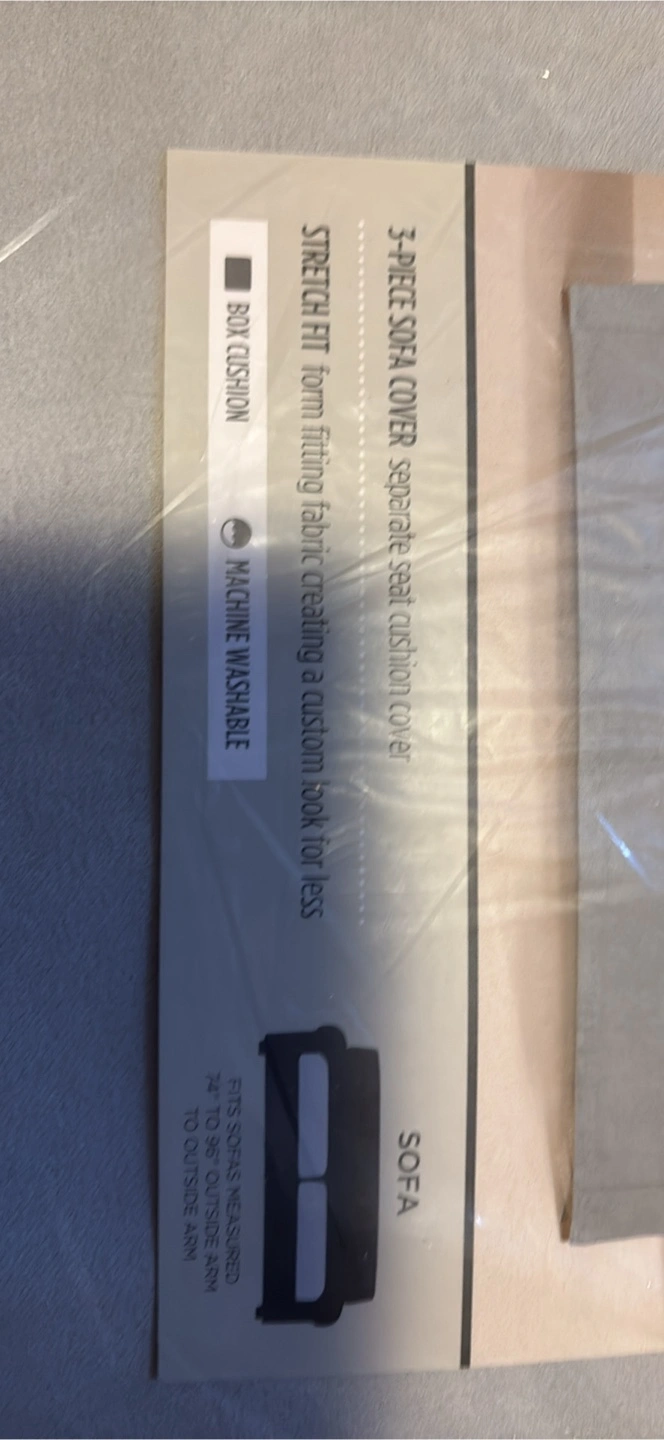 3-PIECE SOFA COVER separate seat cushion cover
STRETCH FIT form fitting fabric creating a custom look for less
BOX CUSHION
MACHINE WASHABLE
SOFA
FITS SOFAS MEASURED
74" TO 96" OUTSIDE ARM
TO OUTSIDE ARM